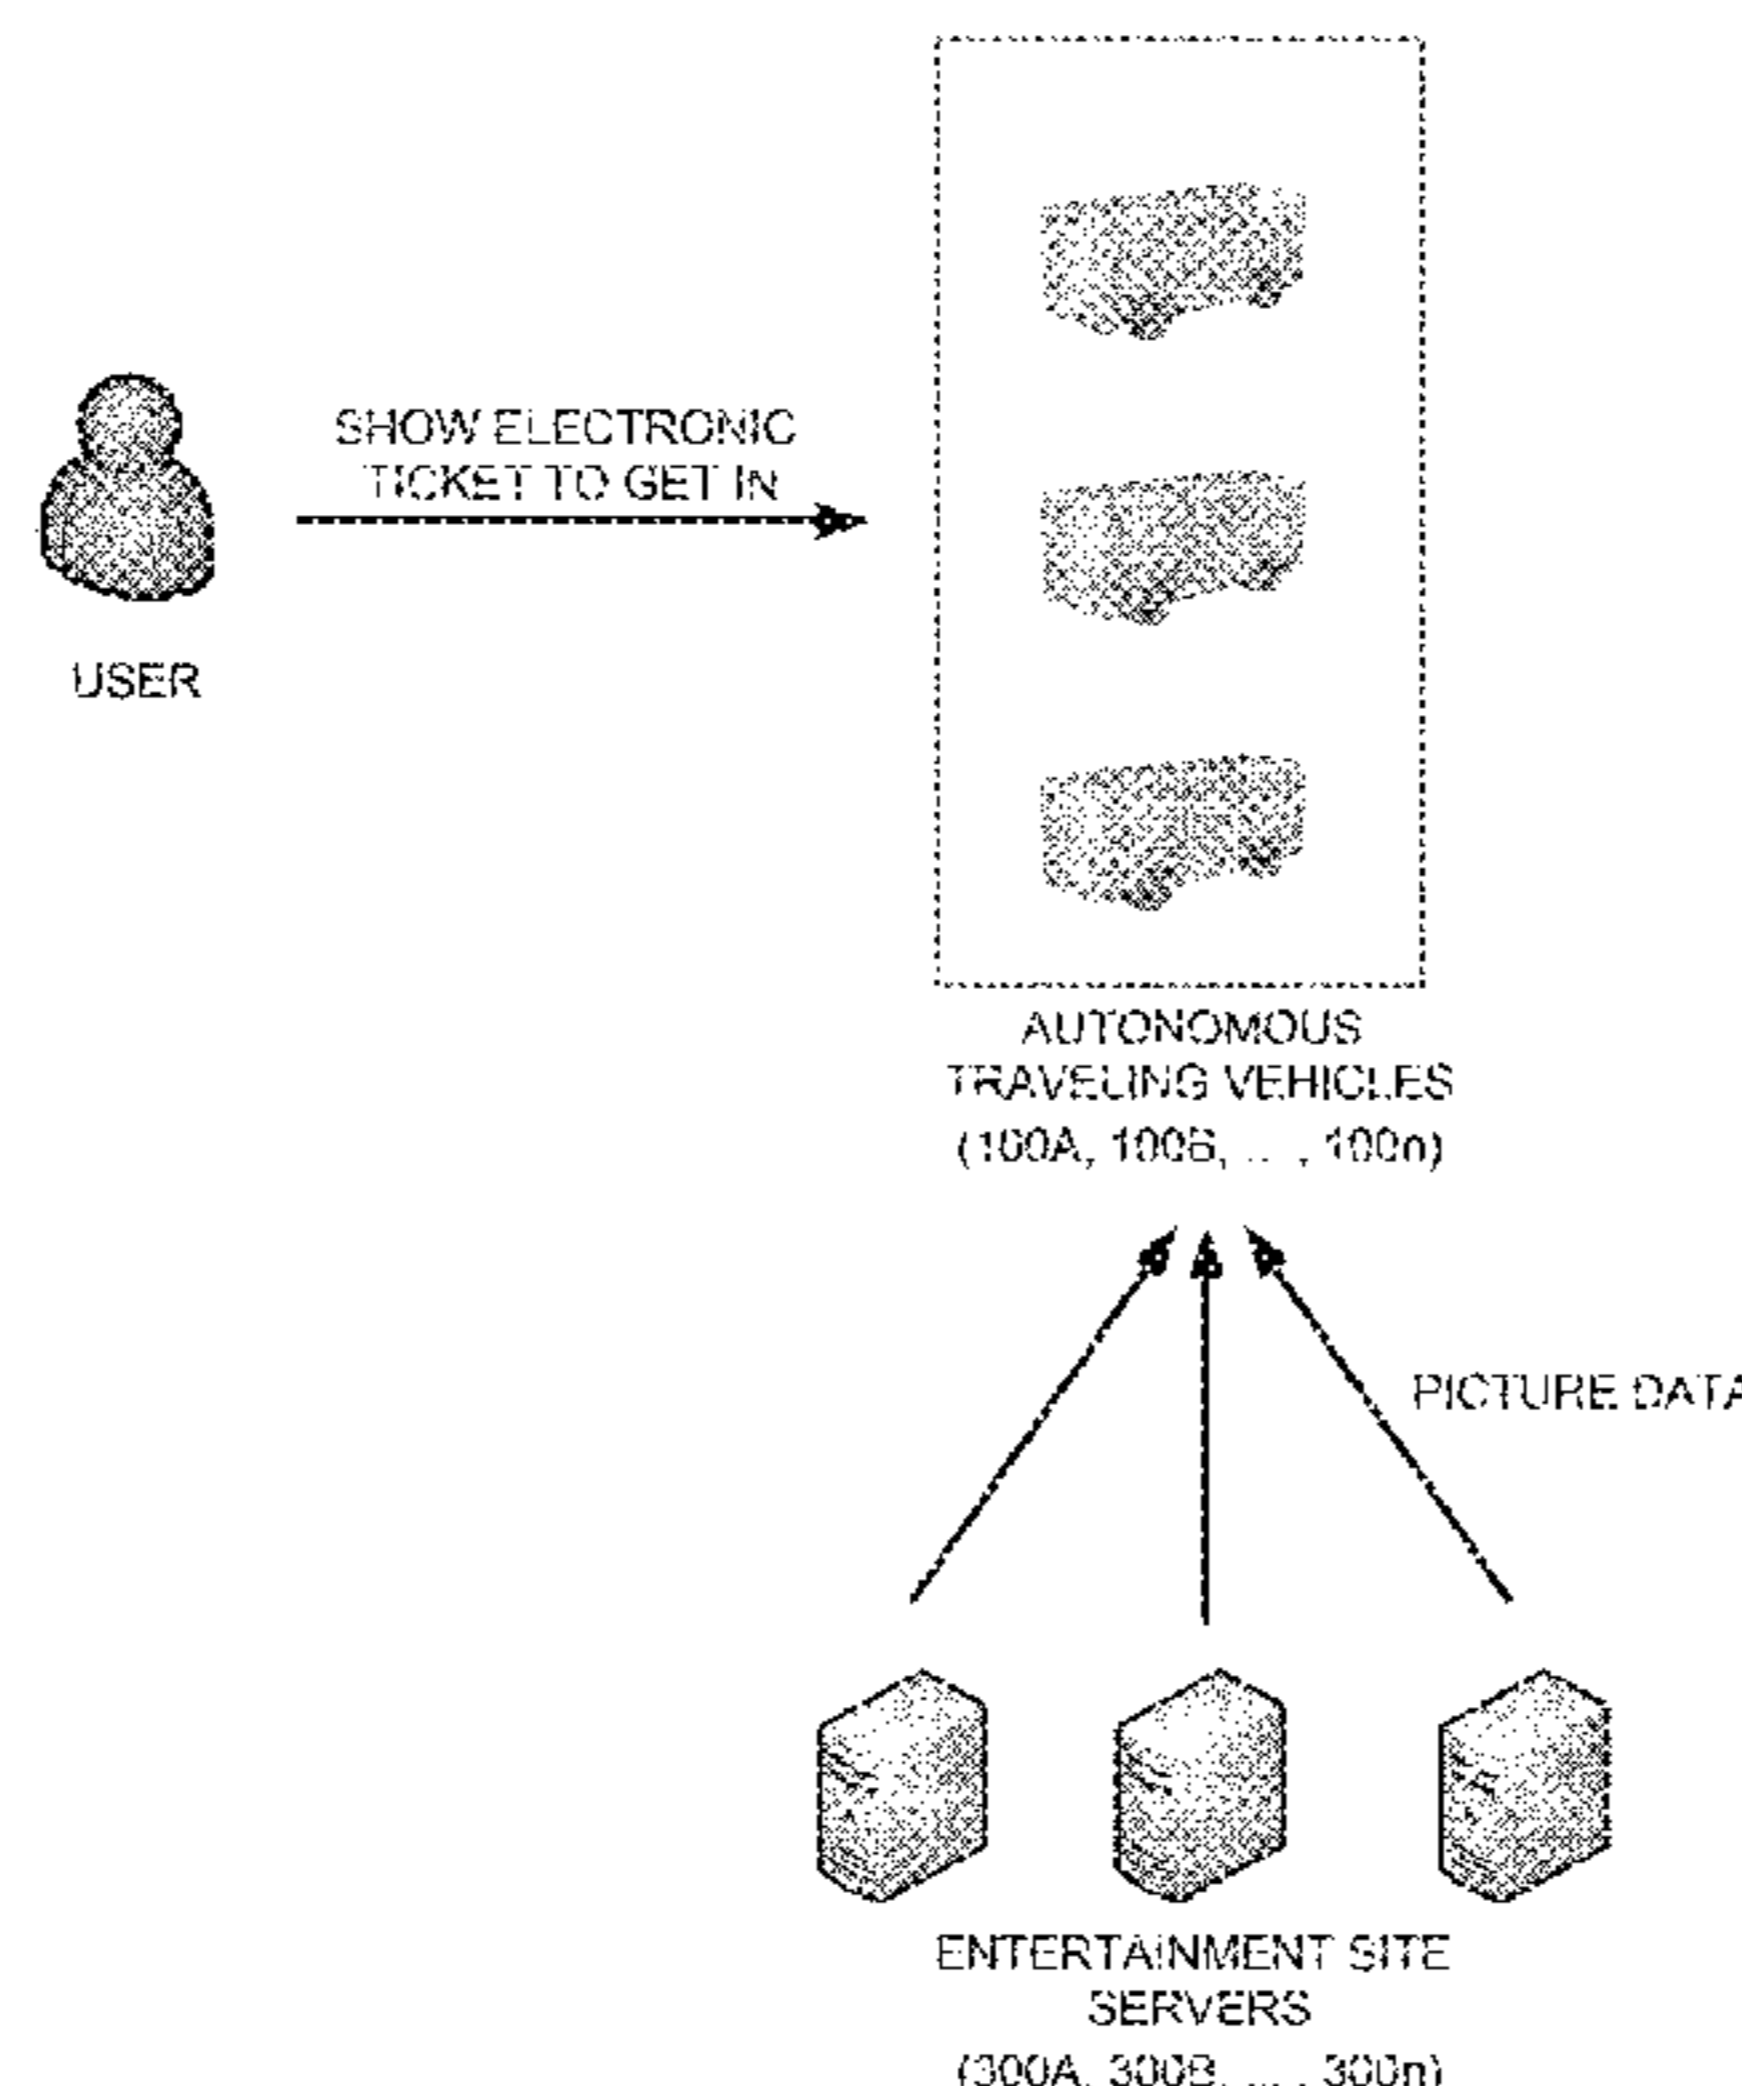 SHOW ELECTRONIC
TICKET TO GET IN
USER
AUTONOMOUS
TRAVELING VEHICLES
(100A, 100B, ... , 100n)
PICTURE DATA
ENTERTAINMENT SITE
SERVERS
(300A, 300B, ... , 300n)